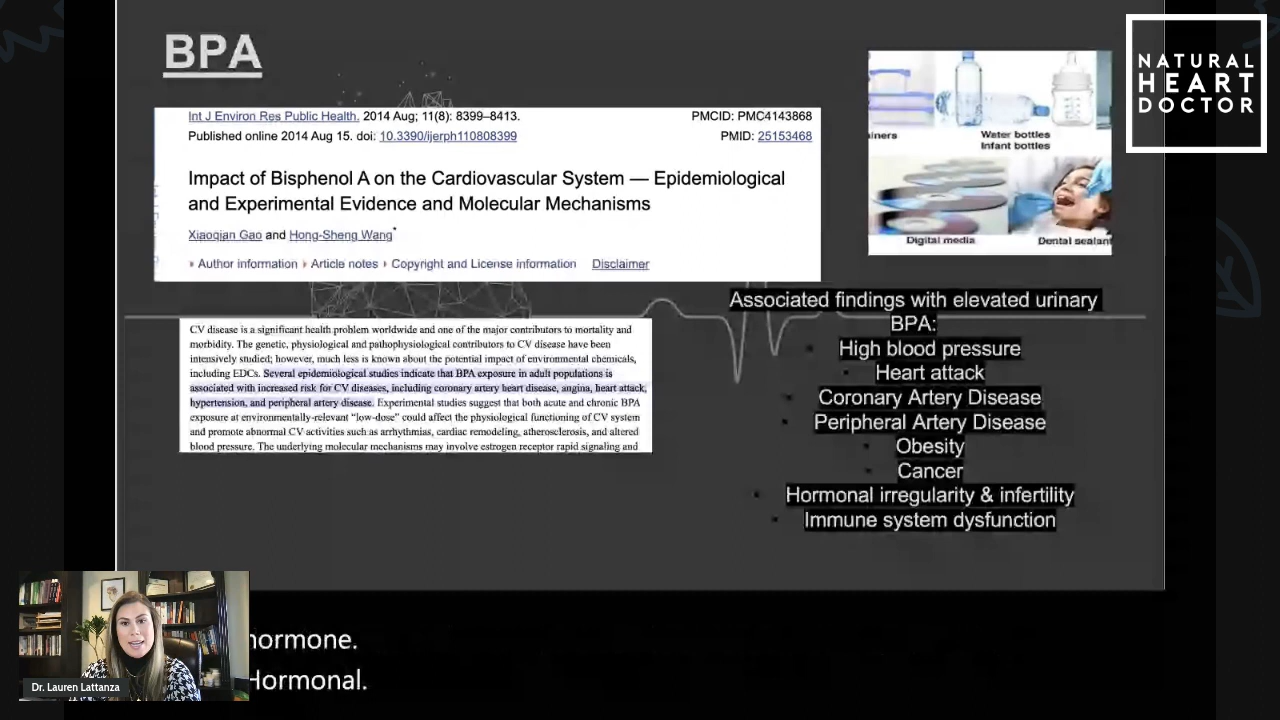 BPA
NATURAL
HEART
DOCTOR
Int J Environ Res Public Health. 2014 Aug; 11(8): 8399–8413.
PMCID: PMC4143868
Published online 2014 Aug 15. doi: 10.3390/ijerph110808399
PMID: 25153468
Impact of Bisphenol A on the Cardiovascular System — Epidemiological
and Experimental Evidence and Molecular Mechanisms
Xiaoqian Gao and Hong-Sheng Wang*
Author information Article notes Copyright and License information Disclaimer
iners
Water bottles
Infant bottles
Digital media
Dental sealant
CV disease is a significant health problem worldwide and one of the major contributors to mortality and
morbidity. The genetic, physiological and pathophysiological contributors to CV disease have been
intensively studied; however, much less is known about the potential impact of environmental chemicals,
including EDCs. Several epidemiological studies indicate that BPA exposure in adult populations is
associated with increased risk for CV diseases, including coronary artery heart disease, angina, heart attack,
hypertension, and peripheral artery disease. Experimental studies suggest that both acute and chronic BPA
exposure at environmentally-relevant “low-dose” could affect the physiological functioning of CV system
and promote abnormal CV activities such as arrhythmias, cardiac remodeling, atherosclerosis, and altered
blood pressure. The underlying molecular mechanisms may involve estrogen receptor rapid signaling and
Associated findings with elevated urinary
BPA:
High blood pressure
Heart attack
Coronary Artery Disease
Peripheral Artery Disease
Obesity
Cancer
Hormonal irregularity & infertility
Immune system dysfunction
hormone.
Hormonal.
Dr. Lauren Lattanza